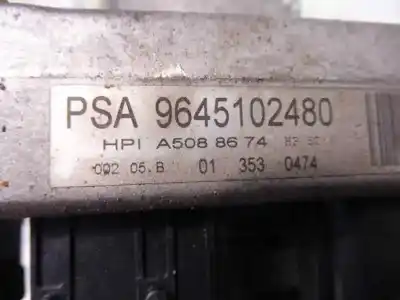 PSA 9645102480
HPI A508 86 74
002 05.B 01 353 0474